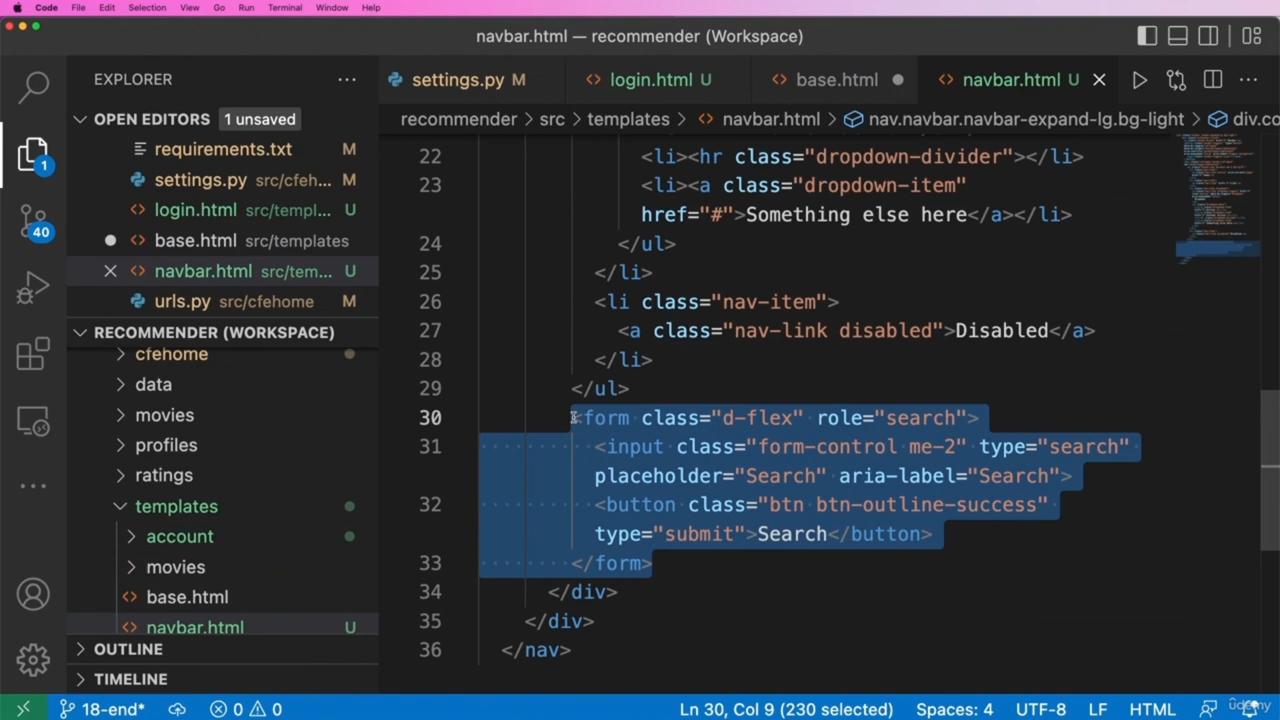 Code File Edit Selection View Go Run Terminal Window Help
navbar.html — recommender (Workspace)
EXPLORER ···
settings.py M
login.html U
base.html
navbar.html U
OPEN EDITORS 1 unsaved
recommender > src > templates > navbar.html > nav.navbar.navbar-expand-lg.bg-light > div.co
requirements.txt M
settings.py src/cfeh... M
login.html src/templ... U
base.html src/templates
navbar.html src/tem... U
urls.py src/cfehome M
1
40
RECOMMENDER (WORKSPACE)
cfehome
data
movies
profiles
ratings
templates
account
movies
base.html
navbar.html U
OUTLINE
TIMELINE
22 <li><hr class="dropdown-divider"></li>
23 <li><a class="dropdown-item"
href="#">Something else here</a></li>
24 </ul>
25 </li>
26 <li class="nav-item">
27 <a class="nav-link disabled">Disabled</a>
28 </li>
29 </ul>
30 <form class="d-flex" role="search">
31 <input class="form-control me-2" type="search"
placeholder="Search" aria-label="Search">
32 <button class="btn btn-outline-success"
type="submit">Search</button>
33 </form>
34 </div>
35 </div>
36 </nav>
18-end* 0 0 Ln 30, Col 9 (230 selected) Spaces: 4 UTF-8 LF HTML
udemy